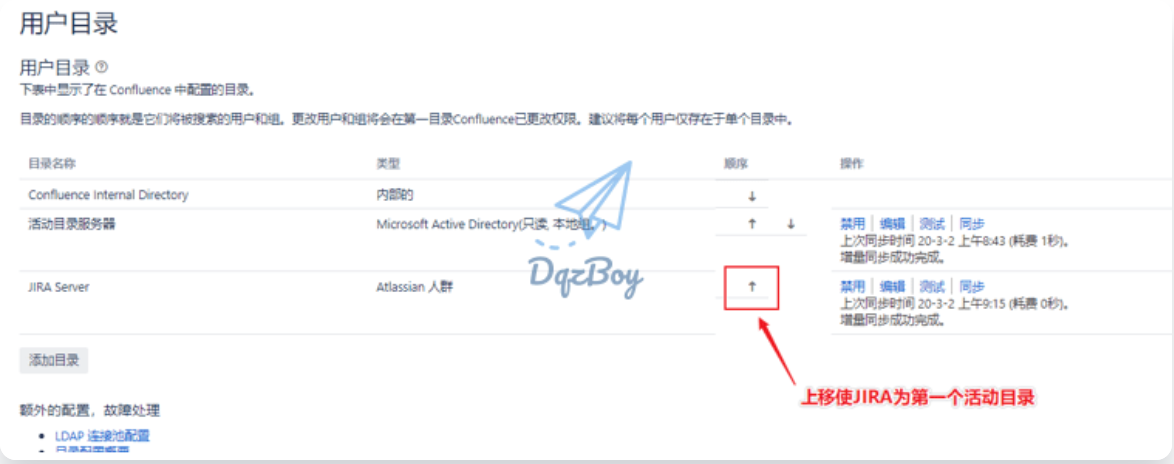 用户目录
用户目录
下表中显示了在 Confluence 中配置的目录。
目录的顺序的顺序就是它们将被搜索的用户和组。更改用户和组将会在第一目录Confluence已更改权限。建议将每个用户仅存在于单个目录中。
目录名称 类型 顺序 操作
Confluence Internal Directory 内部的 ↓
活动目录服务器 Microsoft Active Directory(只读, 本地组。) ↑ ↓ 禁用 | 编辑 | 测试 | 同步
上次同步时间 20-3-2 上午8:43 (耗费 1秒)。
增量同步成功完成。
DqzBoy
JIRA Server Atlassian 人群 ↑ 禁用 | 编辑 | 测试 | 同步
上次同步时间 20-3-2 上午9:15 (耗费 0秒)。
增量同步成功完成。
添加目录
上移使JIRA为第一个活动目录
额外的配置，故障处理
• LDAP 连接池配置